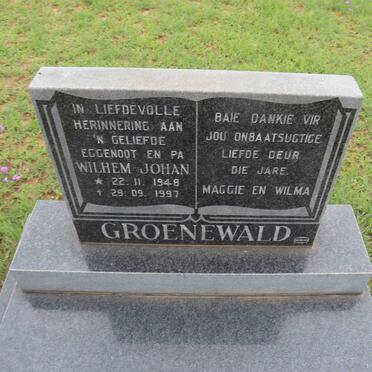 IN LIEFDEVOLLE
HERINNERING AAN
'N GELIEFDE
EGGENOOT EN PA
WILHEM JOHAN
* 22. 11. 1948
† 29. 09. 1997
BAIE DANKIE VIR
JOU ONBAATSUGTIGE
LIEFDE DEUR
DIE JARE.
MAGGIE EN WILMA
GROENEWALD